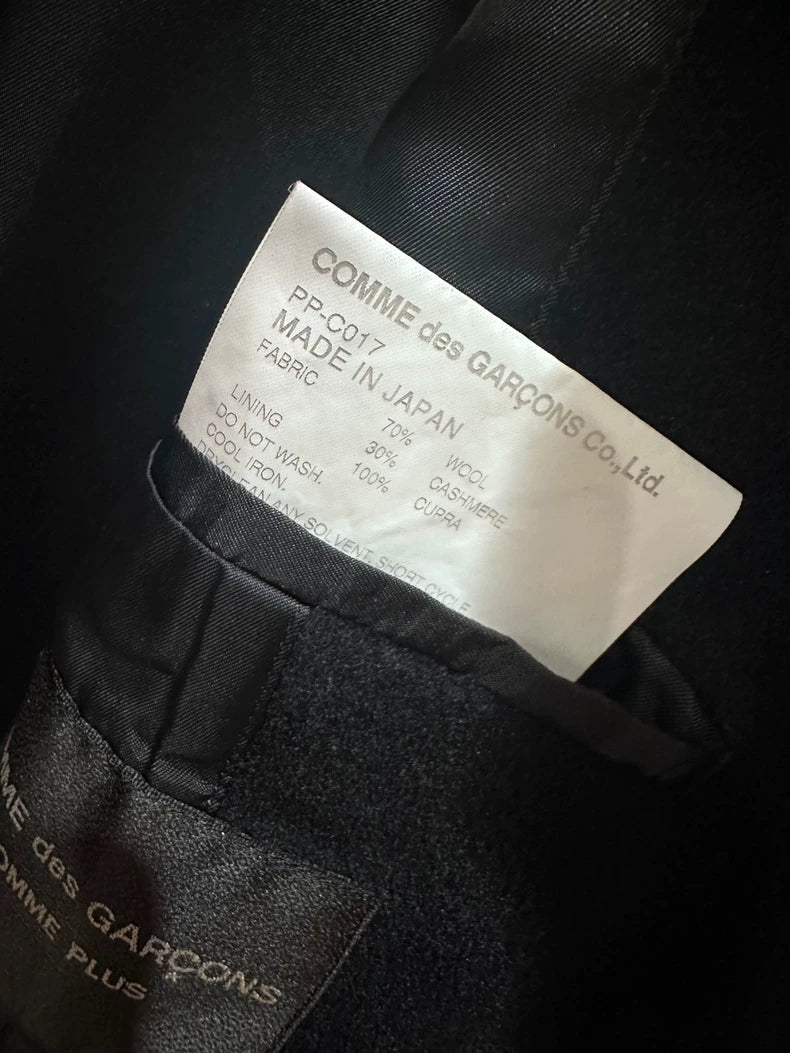 COMME des GARÇONS Co.,Ltd.
PP-C017
MADE IN JAPAN
FABRIC 70% WOOL
30% CASHMERE
LINING 100% CUPRA
DO NOT WASH.
COOL IRON.
DRYCLEAN ANY SOLVENT, SHORT CYCLE
MME des GARÇONS
OMME PLUS